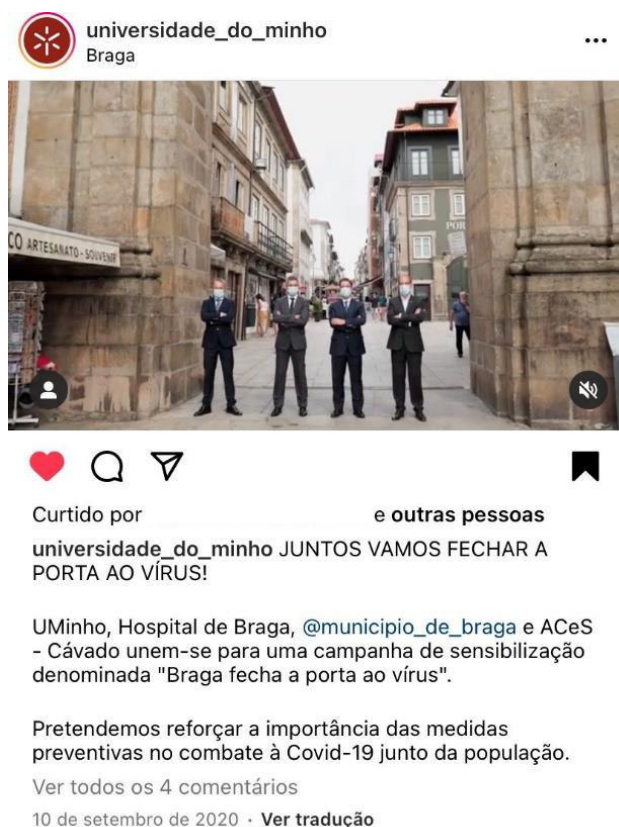 universidade_do_minho
Braga
CO ARTESANATO - SOUVENIR
POR
Curtido por e outras pessoas
universidade_do_minho JUNTOS VAMOS FECHAR A
PORTA AO VÍRUS!
UMinho, Hospital de Braga, @municipio_de_braga e ACeS
- Cávado unem-se para uma campanha de sensibilização
denominada "Braga fecha a porta ao vírus".
Pretendemos reforçar a importância das medidas
preventivas no combate à Covid-19 junto da população.
Ver todos os 4 comentários
10 de setembro de 2020 · Ver tradução